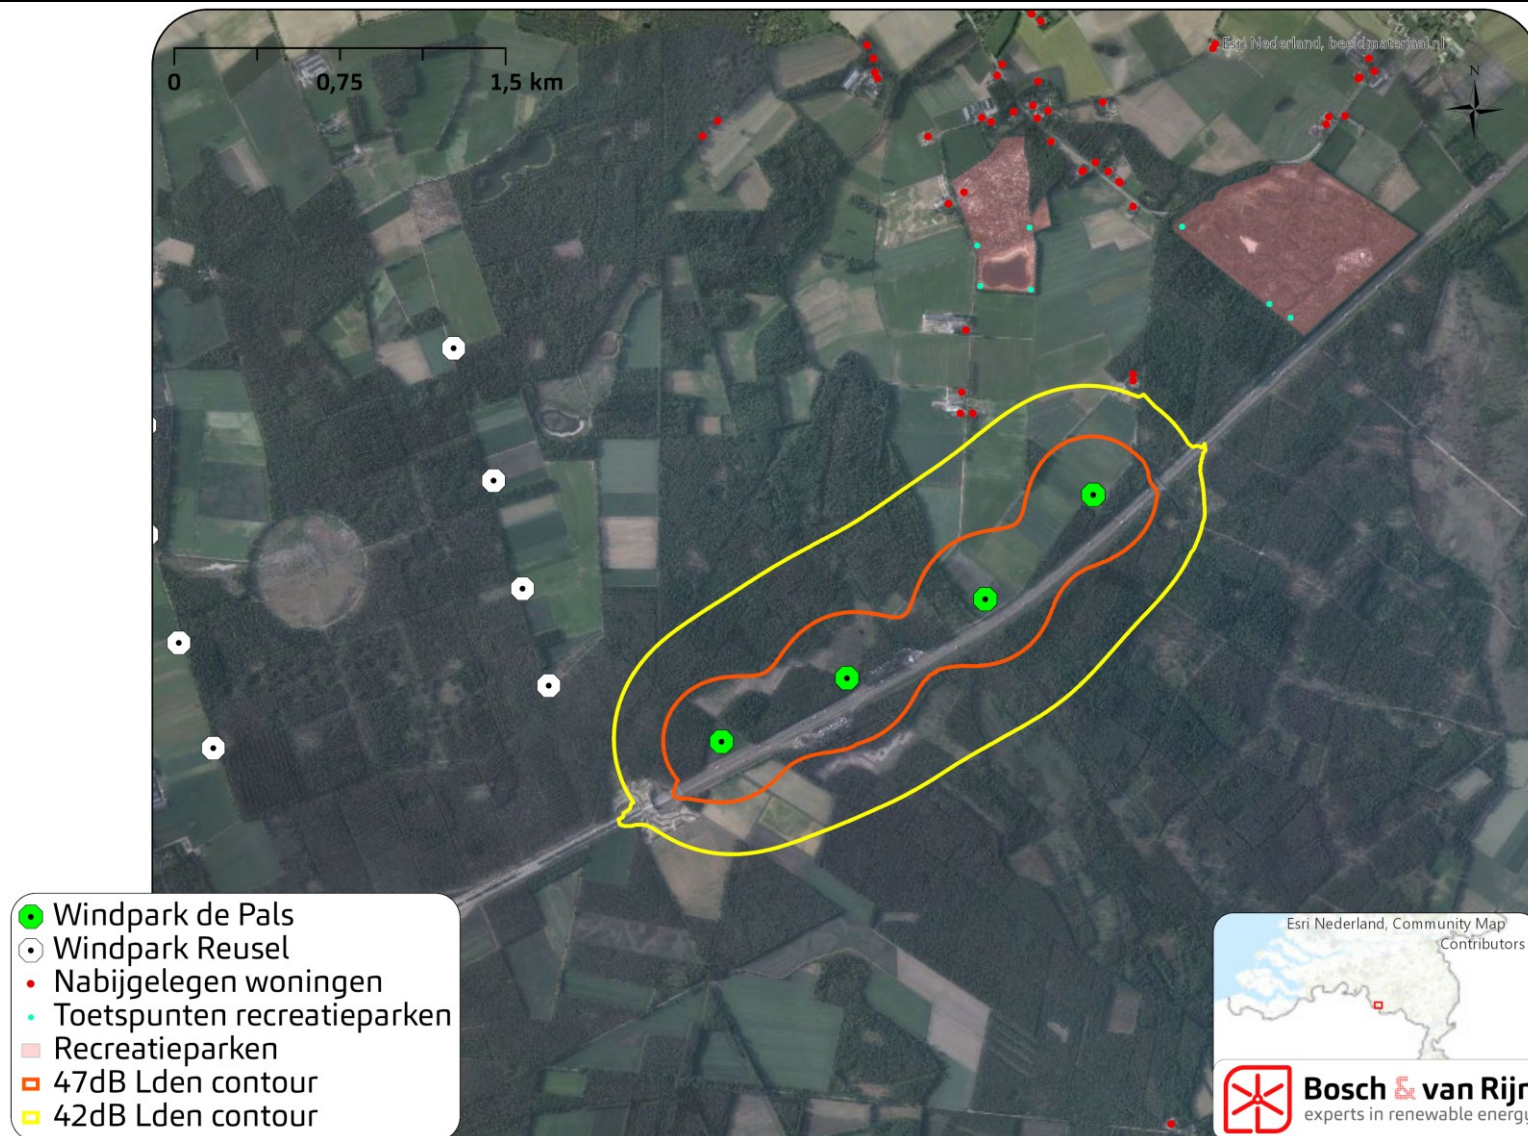 Esri Nederland, beeldmateriaal.nl
0 0,75 1,5 km
N
Windpark de Pals
Windpark Reusel
Nabijgelegen woningen
Toetspunten recreatieparken
Recreatieparken
47dB Lden contour
42dB Lden contour
Esri Nederland, Community Map
Contributors
Bosch & van Rijn
experts in renewable energy